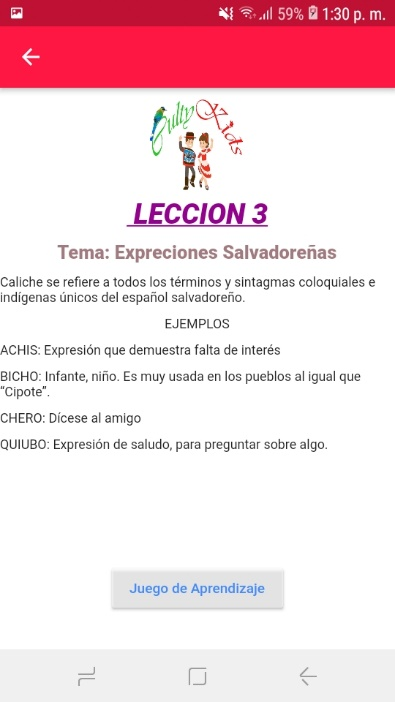 59% 1:30 p. m.
Cully Kids
LECCION 3
Tema: Expreciones Salvadoreñas
Caliche se refiere a todos los términos y sintagmas coloquiales e
indígenas únicos del español salvadoreño.
EJEMPLOS
ACHIS: Expresión que demuestra falta de interés
BICHO: Infante, niño. Es muy usada en los pueblos al igual que
“Cipote”.
CHERO: Dícese al amigo
QUIUBO: Expresión de saludo, para preguntar sobre algo.
Juego de Aprendizaje